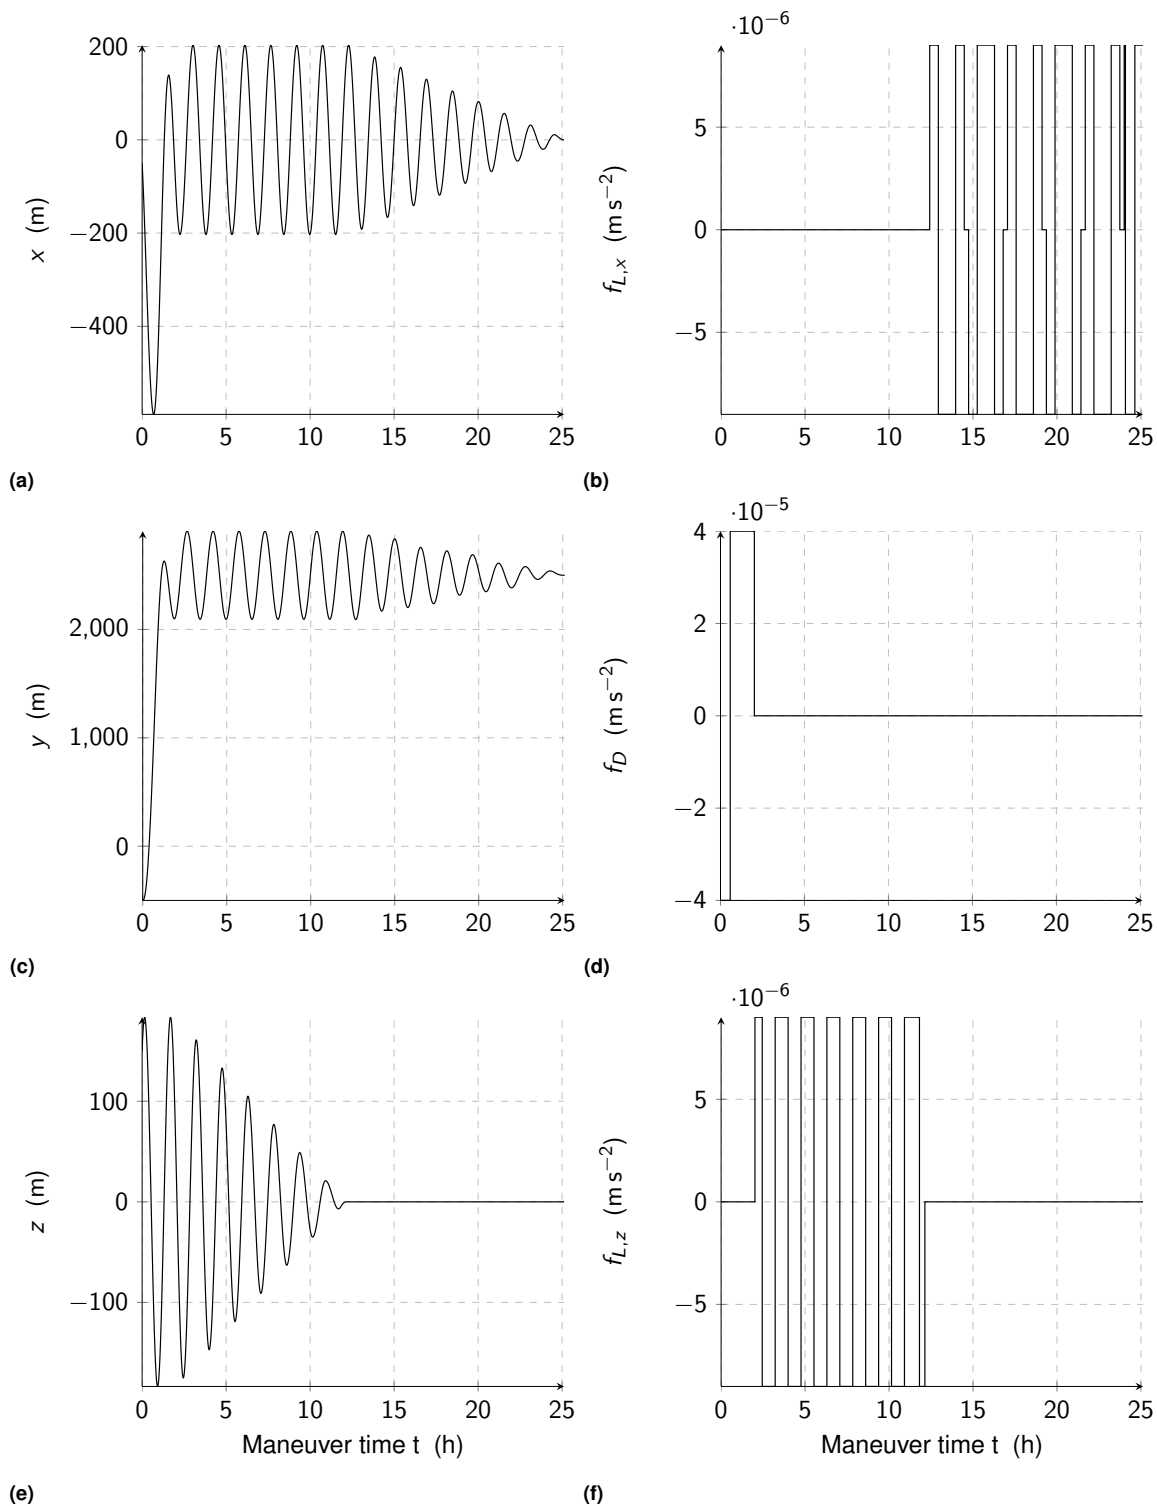 200
0
−200
−400
x (m)
0 5 10 15 20 25
(a)
·10⁻⁶
5
0
−5
f_{L,x} (m s⁻²)
0 5 10 15 20 25
(b)
2,000
1,000
0
y (m)
0 5 10 15 20 25
(c)
·10⁻⁵
4
2
0
−2
−4
f_D (m s⁻²)
0 5 10 15 20 25
(d)
100
0
−100
z (m)
0 5 10 15 20 25
Maneuver time t (h)
(e)
·10⁻⁶
5
0
−5
f_{L,z} (m s⁻²)
0 5 10 15 20 25
Maneuver time t (h)
(f)